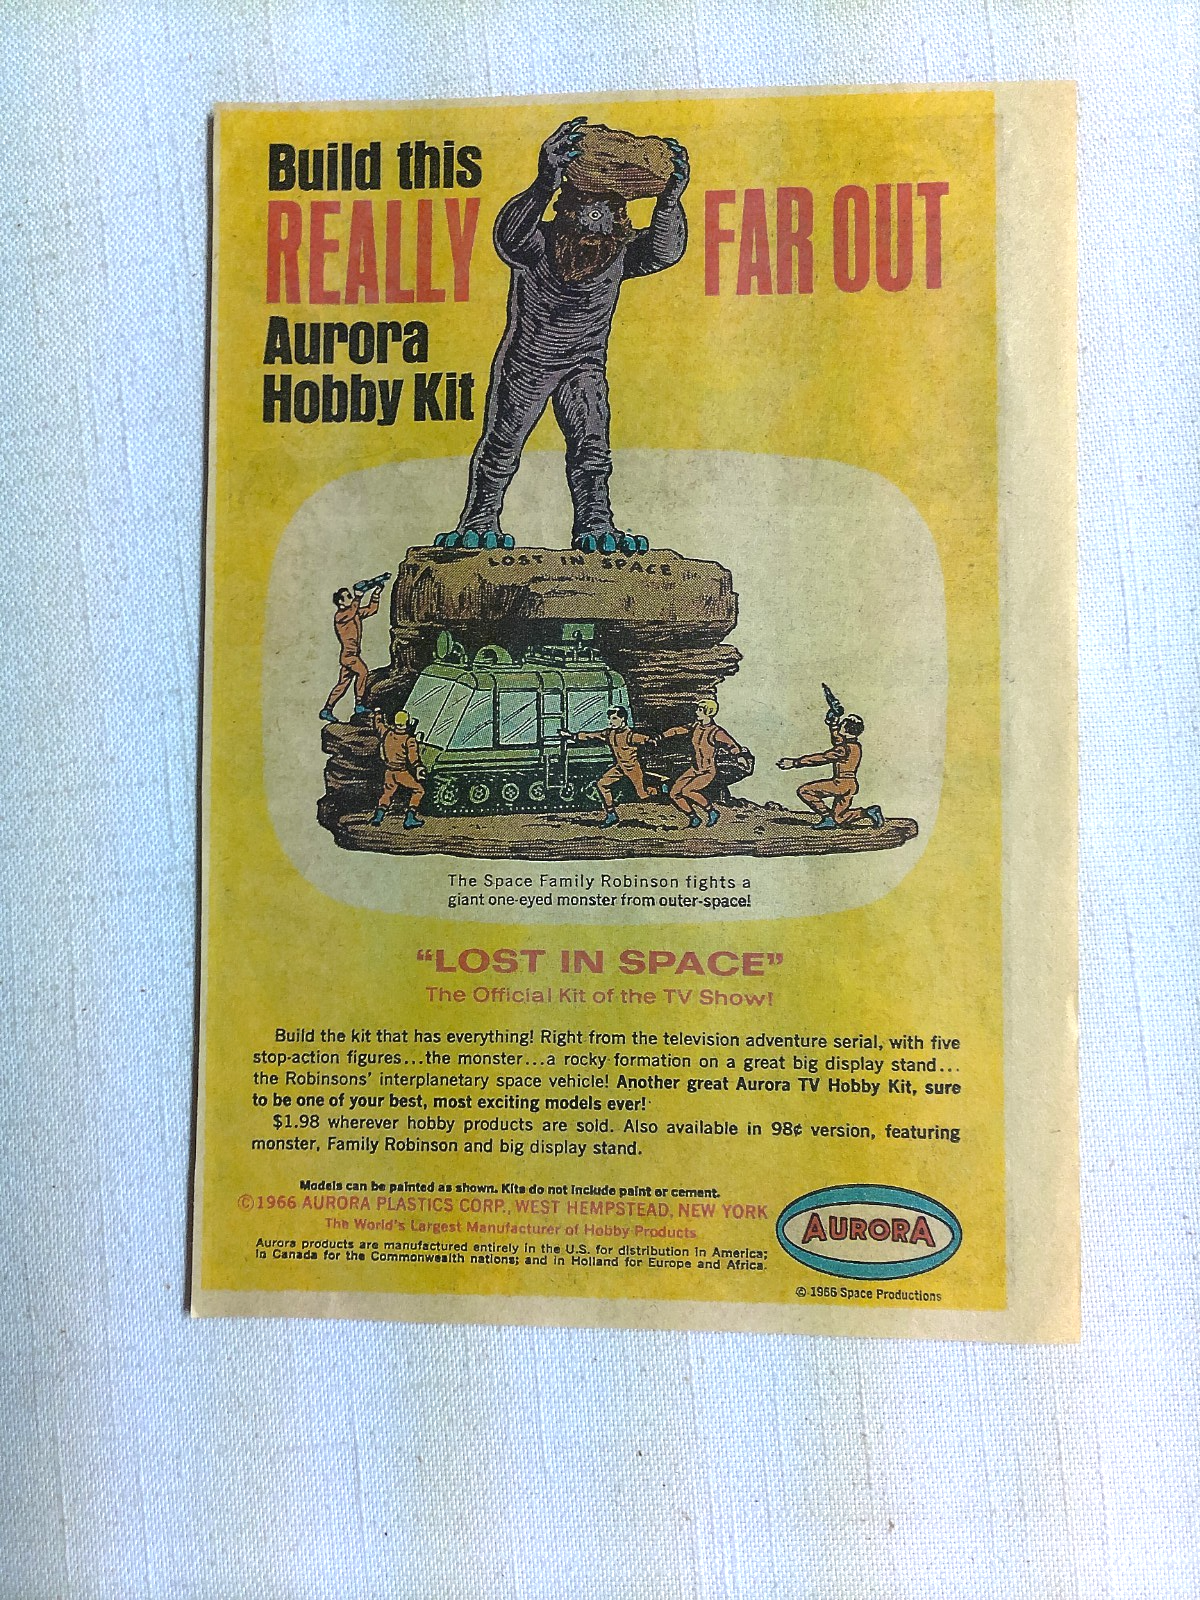 Build this
REALLY FAR OUT
Aurora
Hobby Kit
LOST IN SPACE
The Space Family Robinson fights a
giant one-eyed monster from outer-space!
“LOST IN SPACE”
The Official Kit of the TV Show!
Build the kit that has everything! Right from the television adventure serial, with five
stop-action figures...the monster...a rocky formation on a great big display stand...
the Robinsons’ interplanetary space vehicle! Another great Aurora TV Hobby Kit, sure
to be one of your best, most exciting models ever!
$1.98 wherever hobby products are sold. Also available in 98¢ version, featuring
monster, Family Robinson and big display stand.
Models can be painted as shown. Kits do not include paint or cement.
©1966 AURORA PLASTICS CORP., WEST HEMPSTEAD, NEW YORK
The World’s Largest Manufacturer of Hobby Products
Aurora products are manufactured entirely in the U.S. for distribution in America;
in Canada for the Commonwealth nations; and in Holland for Europe and Africa.
AURORA
© 1966 Space Productions